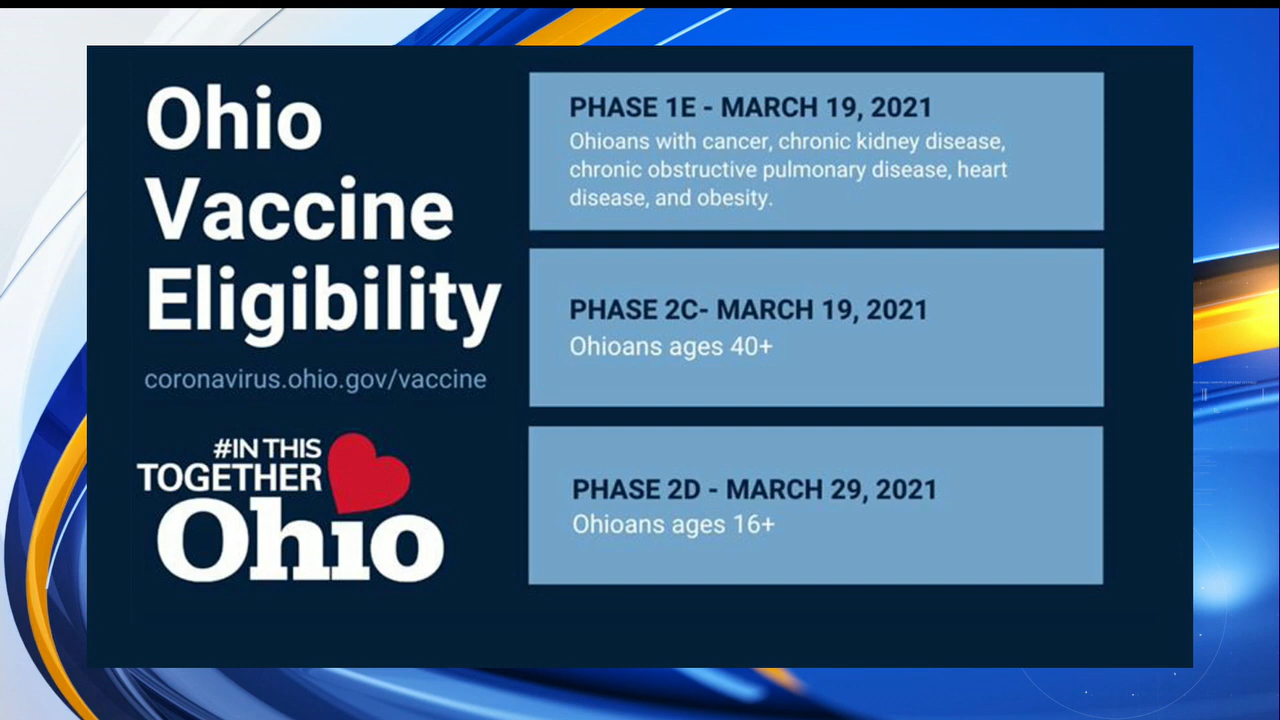 Ohio
Vaccine
Eligibility
coronavirus.ohio.gov/vaccine
#IN THIS
TOGETHER
Ohio
PHASE 1E - MARCH 19, 2021
Ohioans with cancer, chronic kidney disease,
chronic obstructive pulmonary disease, heart
disease, and obesity.
PHASE 2C- MARCH 19, 2021
Ohioans ages 40+
PHASE 2D - MARCH 29, 2021
Ohioans ages 16+